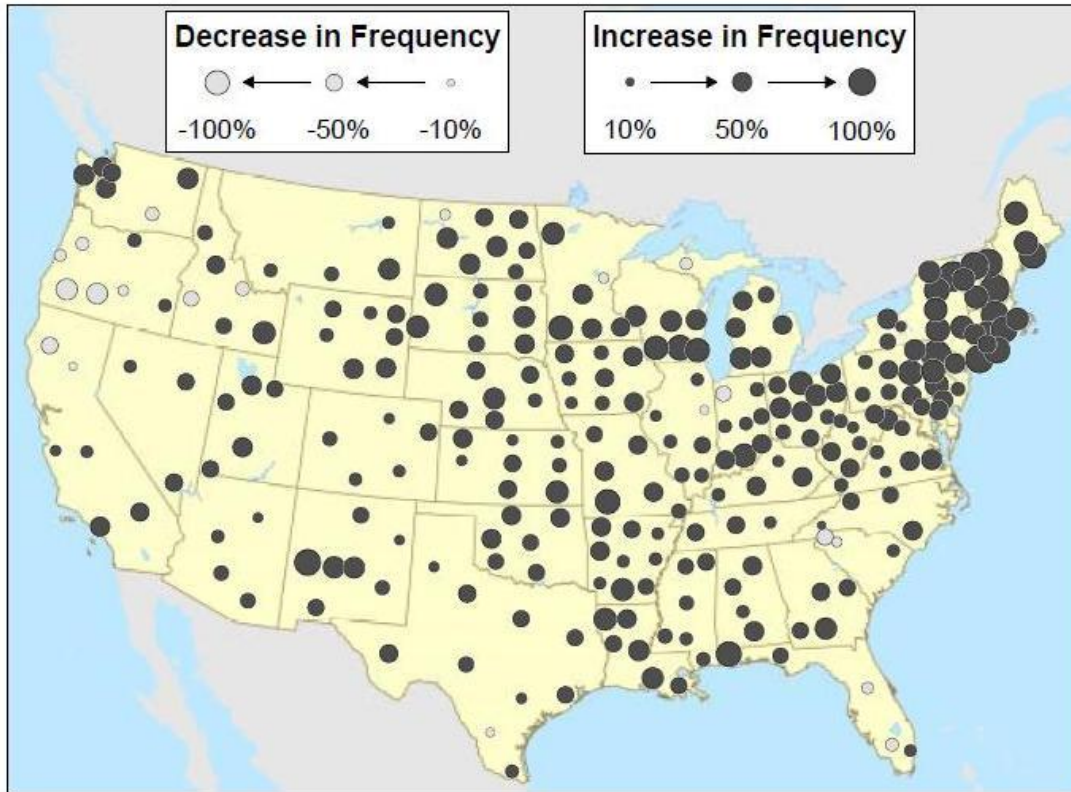 Decrease in Frequency
-100% -50% -10%
Increase in Frequency
10% 50% 100%